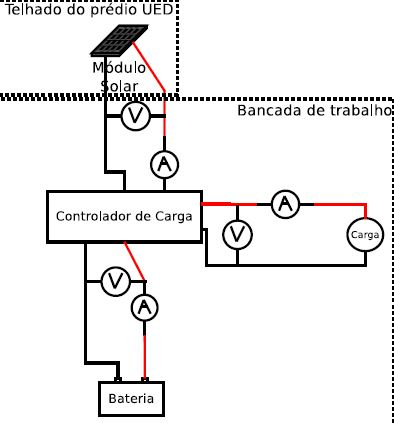 Telhado do prédio UED
Módulo
Solar
Bancada de trabalho
V
A
Controlador de Carga
A
V
Carga
V
A
Bateria